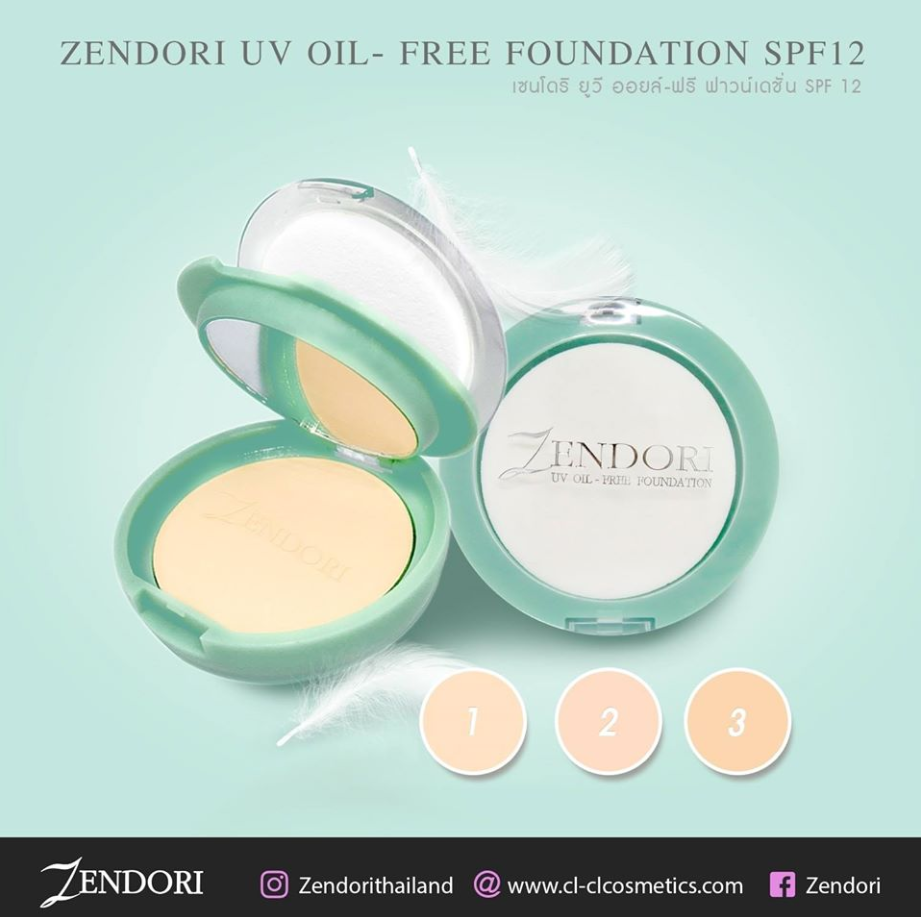 ZENDORI UV OIL- FREE FOUNDATION SPF12
เซนโดริ ยูวี ออยล์-ฟรี ฟาวน์เดชั่น SPF 12
ZENDORI
UV OIL - FREE FOUNDATION
ZENDORI
1 2 3
ZENDORI Zendorithailand @ www.cl-clcosmetics.com Zendori